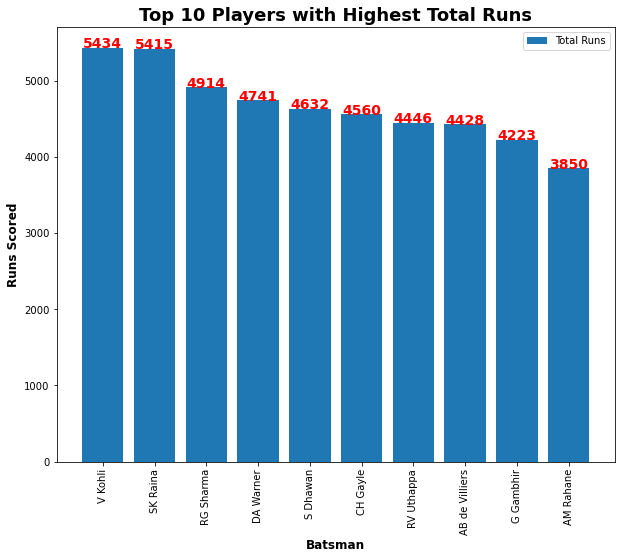 Top 10 Players with Highest Total Runs
Total Runs
5434
5415
4914
4741
4632
4560
4446
4428
4223
3850
Runs Scored
5000
4000
3000
2000
1000
0
V Kohli
SK Raina
RG Sharma
DA Warner
S Dhawan
CH Gayle
RV Uthappa
AB de Villiers
G Gambhir
AM Rahane
Batsman